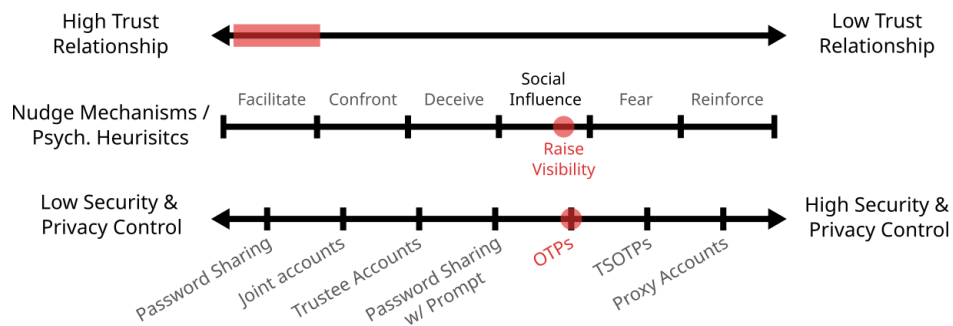 High Trust
Relationship
Low Trust
Relationship
Nudge Mechanisms /
Psych. Heurisitcs
Facilitate
Confront
Deceive
Social
Influence
Fear
Reinforce
Raise
Visibility
Low Security &
Privacy Control
High Security &
Privacy Control
Password Sharing
Joint accounts
Trustee Accounts
Password Sharing
w/ Prompt
OTPs
TSOTPs
Proxy Accounts